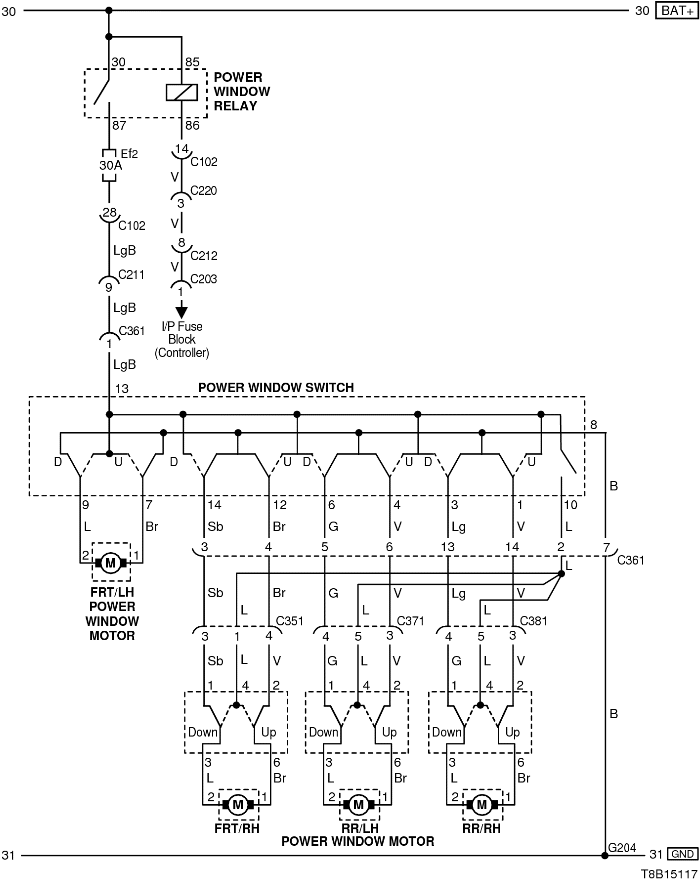 30 30 BAT+
30 85
POWER
WINDOW
RELAY
87 86
Ef2
30A
14
C102
V
C220
3
28
C102
V
8
C212
LgB
V
C211
C203
9
1
LgB
I/P Fuse
Block
(Controller)
C361
1
LgB
13
POWER WINDOW SWITCH
8
D U D U D U D U
9 7 14 12 6 4 3 1 10
B
L Br Sb Br G V Lg V L
3 4 5 6 13 14 2 7
C361
2 M 1
L
FRT/LH
POWER
WINDOW
MOTOR
Sb Br G V Lg V
L L L
C351 C371 C381
3 1 4 4 5 3 4 5 3
Sb L V G L V G L V
1 4 2 1 4 2 1 4 2
B
Down Up Down Up Down Up
3 6 3 6 3 6
L Br L Br L Br
2 M 1 2 M 1 2 M 1
FRT/RH RR/LH RR/RH
POWER WINDOW MOTOR
G204
31 31 GND
T8B15117